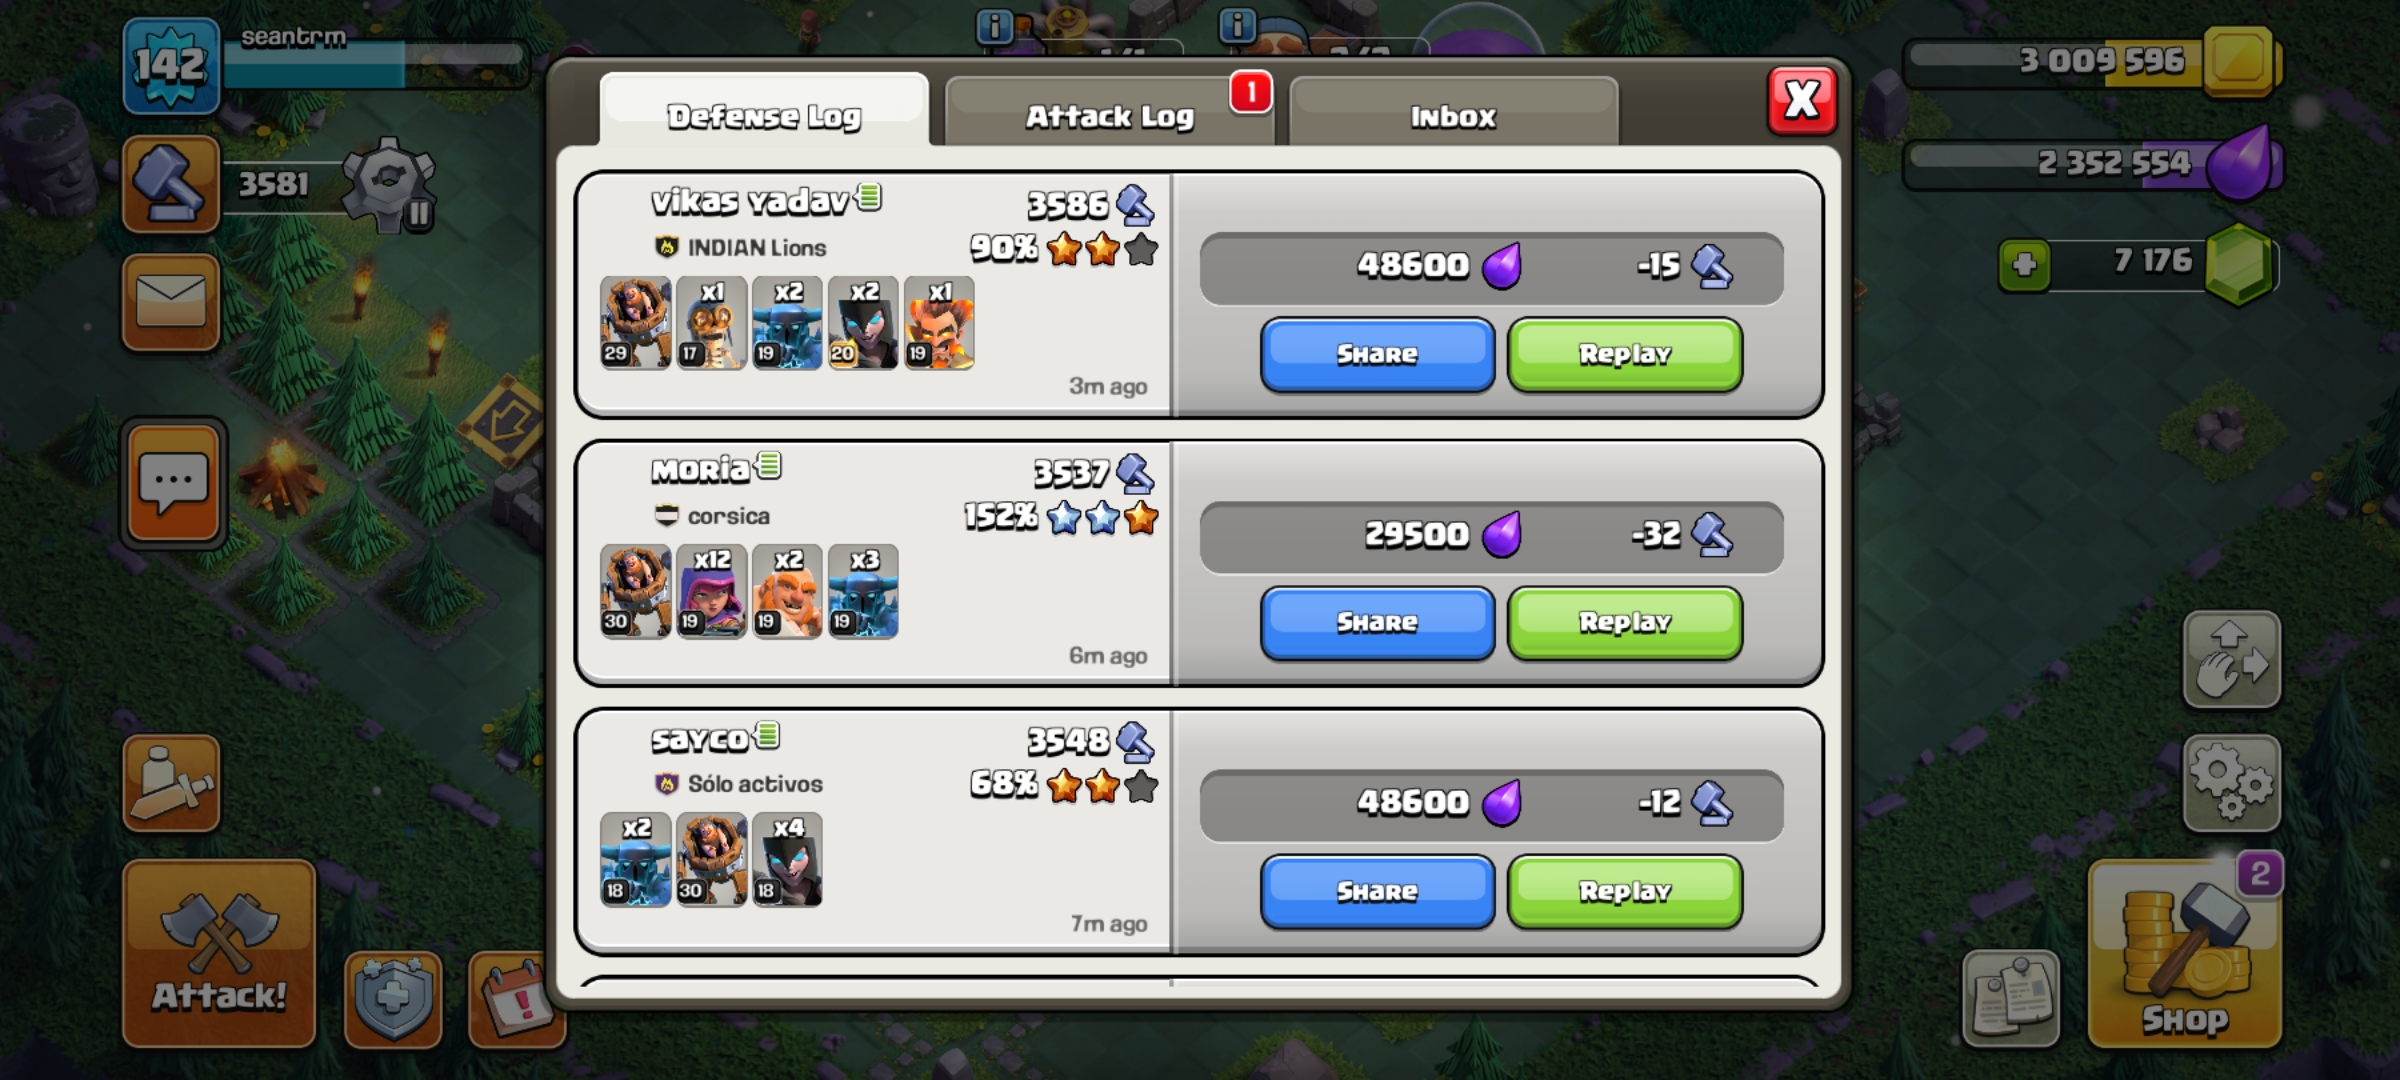 142
seantrm
3581
3 009 596
2 352 554
7 176
Defense Log
Attack Log
1
Inbox
X
vikas yadav
3586
INDIAN Lions
90%
x1
x2
x2
x1
29
17
19
20
19
3m ago
48600
-15
Share
Replay
MORia
3537
corsica
152%
x12
x2
x3
30
19
19
19
6m ago
29500
-32
Share
Replay
sayco
3548
Sólo activos
68%
x2
x4
18
30
18
7m ago
48600
-12
Share
Replay
Attack!
2
Shop